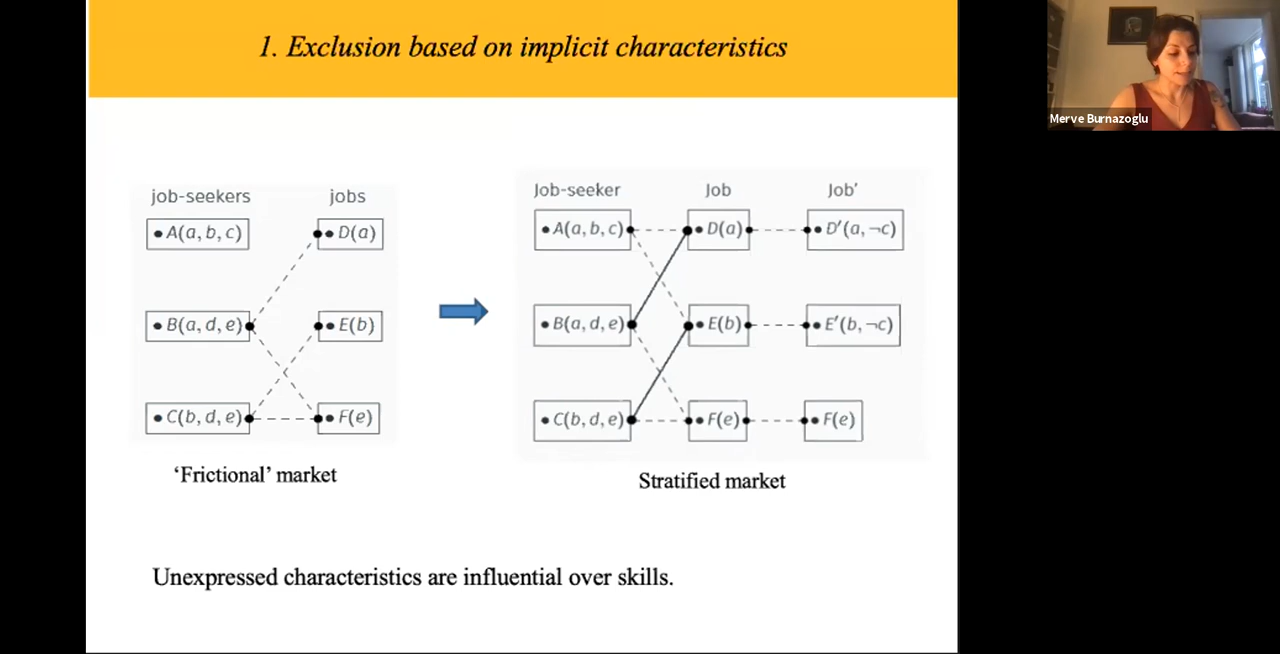 1. Exclusion based on implicit characteristics
Merve Burnazoglu
job-seekers jobs
• A(a, b, c) • D(a)
• B(a, d, e) • E(b)
• C(b, d, e) • F(e)
‘Frictional’ market
Job-seeker Job Job′
• A(a, b, c) • D(a) • D′(a, ¬c)
• B(a, d, e) • E(b) • E′(b, ¬c)
• C(b, d, e) • F(e) • F(e)
Stratified market
Unexpressed characteristics are influential over skills.